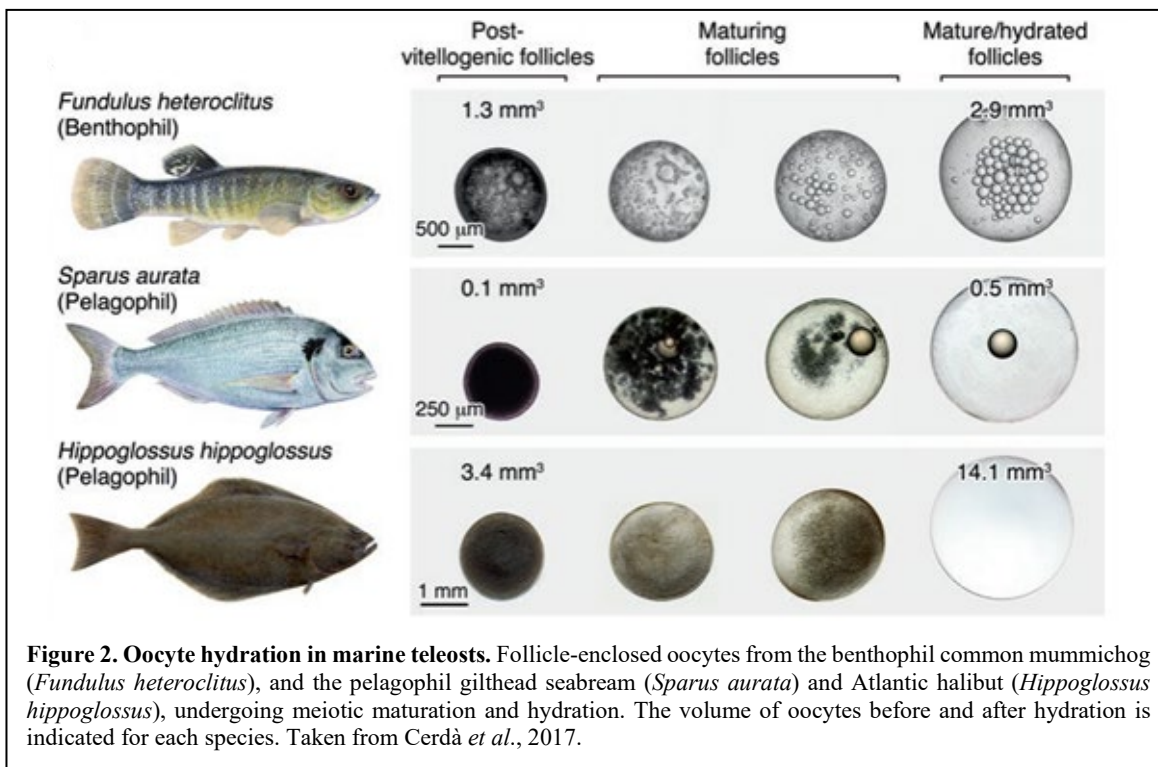 Post-
vitellogenic follicles
Maturing
follicles
Mature/hydrated
follicles
Fundulus heteroclitus
(Benthophil)
1.3 mm³
2.9 mm³
500 μm
Sparus aurata
(Pelagophil)
0.1 mm³
0.5 mm³
250 μm
Hippoglossus hippoglossus
(Pelagophil)
3.4 mm³
14.1 mm³
1 mm
Figure 2. Oocyte hydration in marine teleosts. Follicle-enclosed oocytes from the benthophil common mummichog
(Fundulus heteroclitus), and the pelagophil gilthead seabream (Sparus aurata) and Atlantic halibut (Hippoglossus
hippoglossus), undergoing meiotic maturation and hydration. The volume of oocytes before and after hydration is
indicated for each species. Taken from Cerdà et al., 2017.